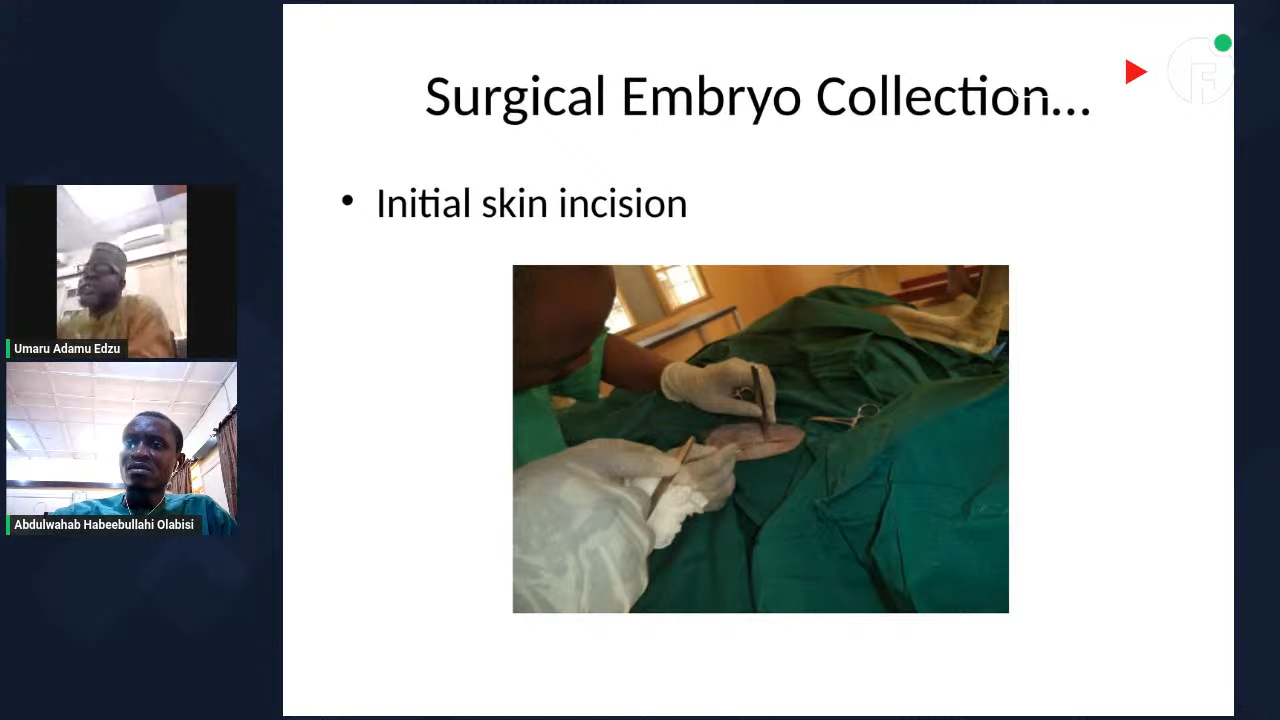 Surgical Embryo Collection...
• Initial skin incision
Umaru Adamu Edzu
Abdulwahab Habeebullahi Olabisi